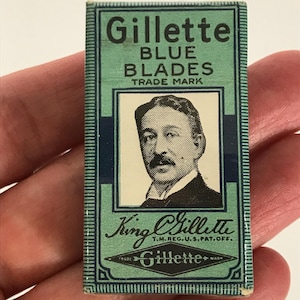 Gillette
BLUE
BLADES
TRADE MARK
King C Gillette
T.M. REG. U.S. PAT. OFF.
TRADE Gillette MARK